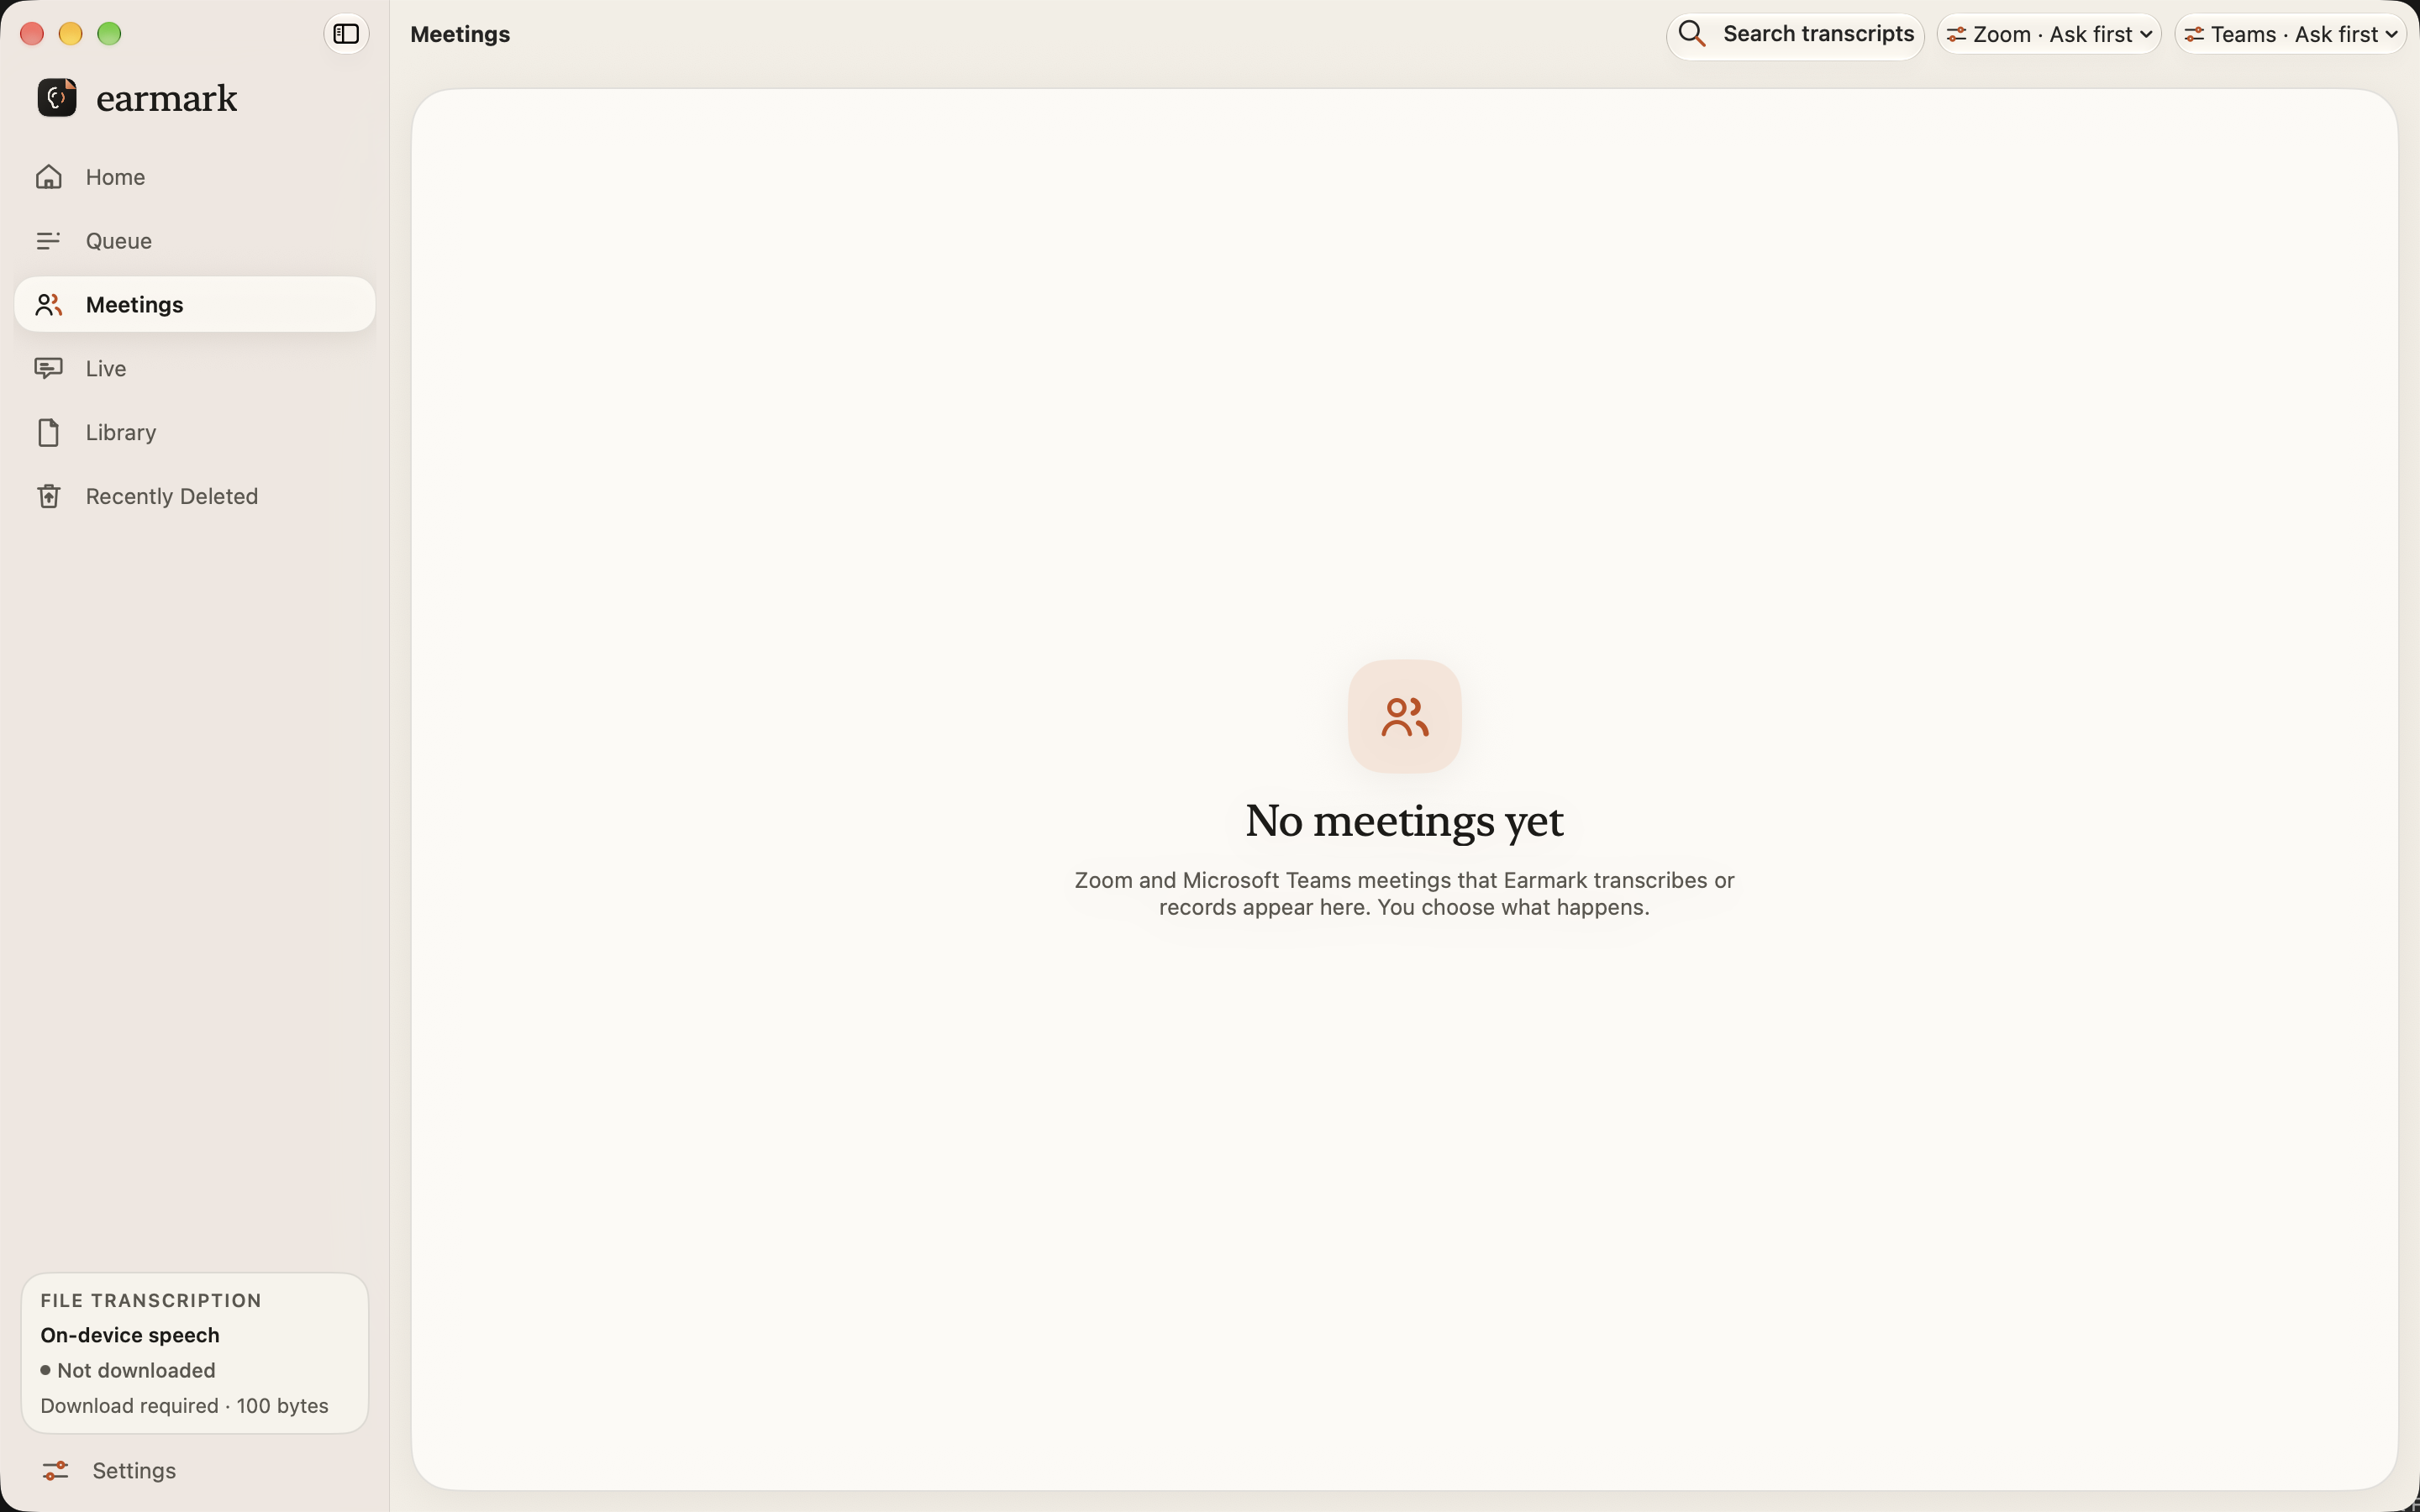 Meetings
Search transcripts
Zoom · Ask first
Teams · Ask first
earmark
Home
Queue
Meetings
Live
Library
Recently Deleted
No meetings yet
Zoom and Microsoft Teams meetings that Earmark transcribes or
records appear here. You choose what happens.
FILE TRANSCRIPTION
On-device speech
Not downloaded
Download required · 100 bytes
Settings